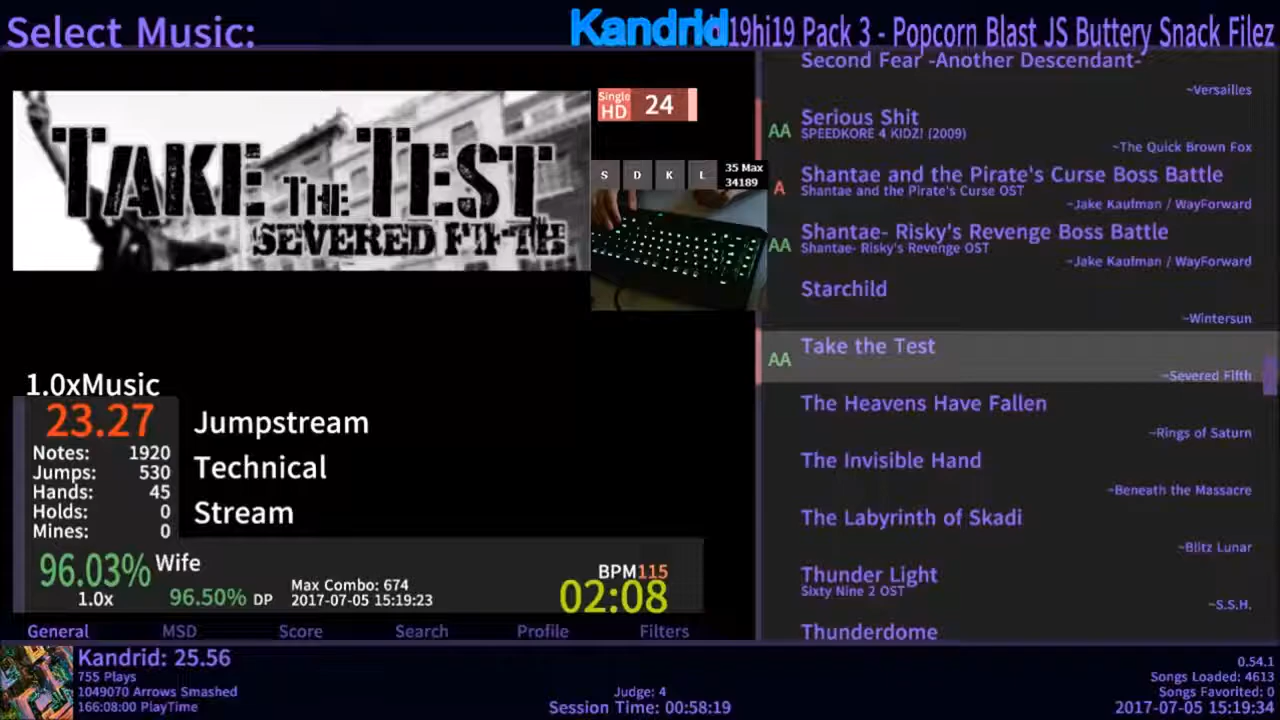 Select Music:
Kandrid
19hi19 Pack 3 - Popcorn Blast JS Buttery Snack Filez
TAKE THE TEST
SEVERED FIFTH
Single
HD
24
S D K L
35 Max
34189
Second Fear -Another Descendant-
~Versailles
AA
Serious Shit
SPEEDKORE 4 KIDZ! (2009)
~The Quick Brown Fox
A
Shantae and the Pirate's Curse Boss Battle
Shantae and the Pirate's Curse OST
~Jake Kaufman / WayForward
AA
Shantae- Risky's Revenge Boss Battle
Shantae- Risky's Revenge OST
~Jake Kaufman / WayForward
Starchild
~Wintersun
AA
Take the Test
~Severed Fifth
The Heavens Have Fallen
~Rings of Saturn
The Invisible Hand
~Beneath the Massacre
The Labyrinth of Skadi
~Blitz Lunar
Thunder Light
Sixty Nine 2 OST
~S.S.H.
Thunderdome
1.0xMusic
23.27
Notes: 1920
Jumps: 530
Hands: 45
Holds: 0
Mines: 0
Jumpstream
Technical
Stream
96.03% Wife
1.0x
96.50% DP
Max Combo: 674
2017-07-05 15:19:23
BPM115
02:08
General MSD Score Search Profile Filters
Kandrid: 25.56
755 Plays
1049070 Arrows Smashed
166:08:00 PlayTime
Judge: 4
Session Time: 00:58:19
0.54.1
Songs Loaded: 4613
Songs Favorited: 0
2017-07-05 15:19:34